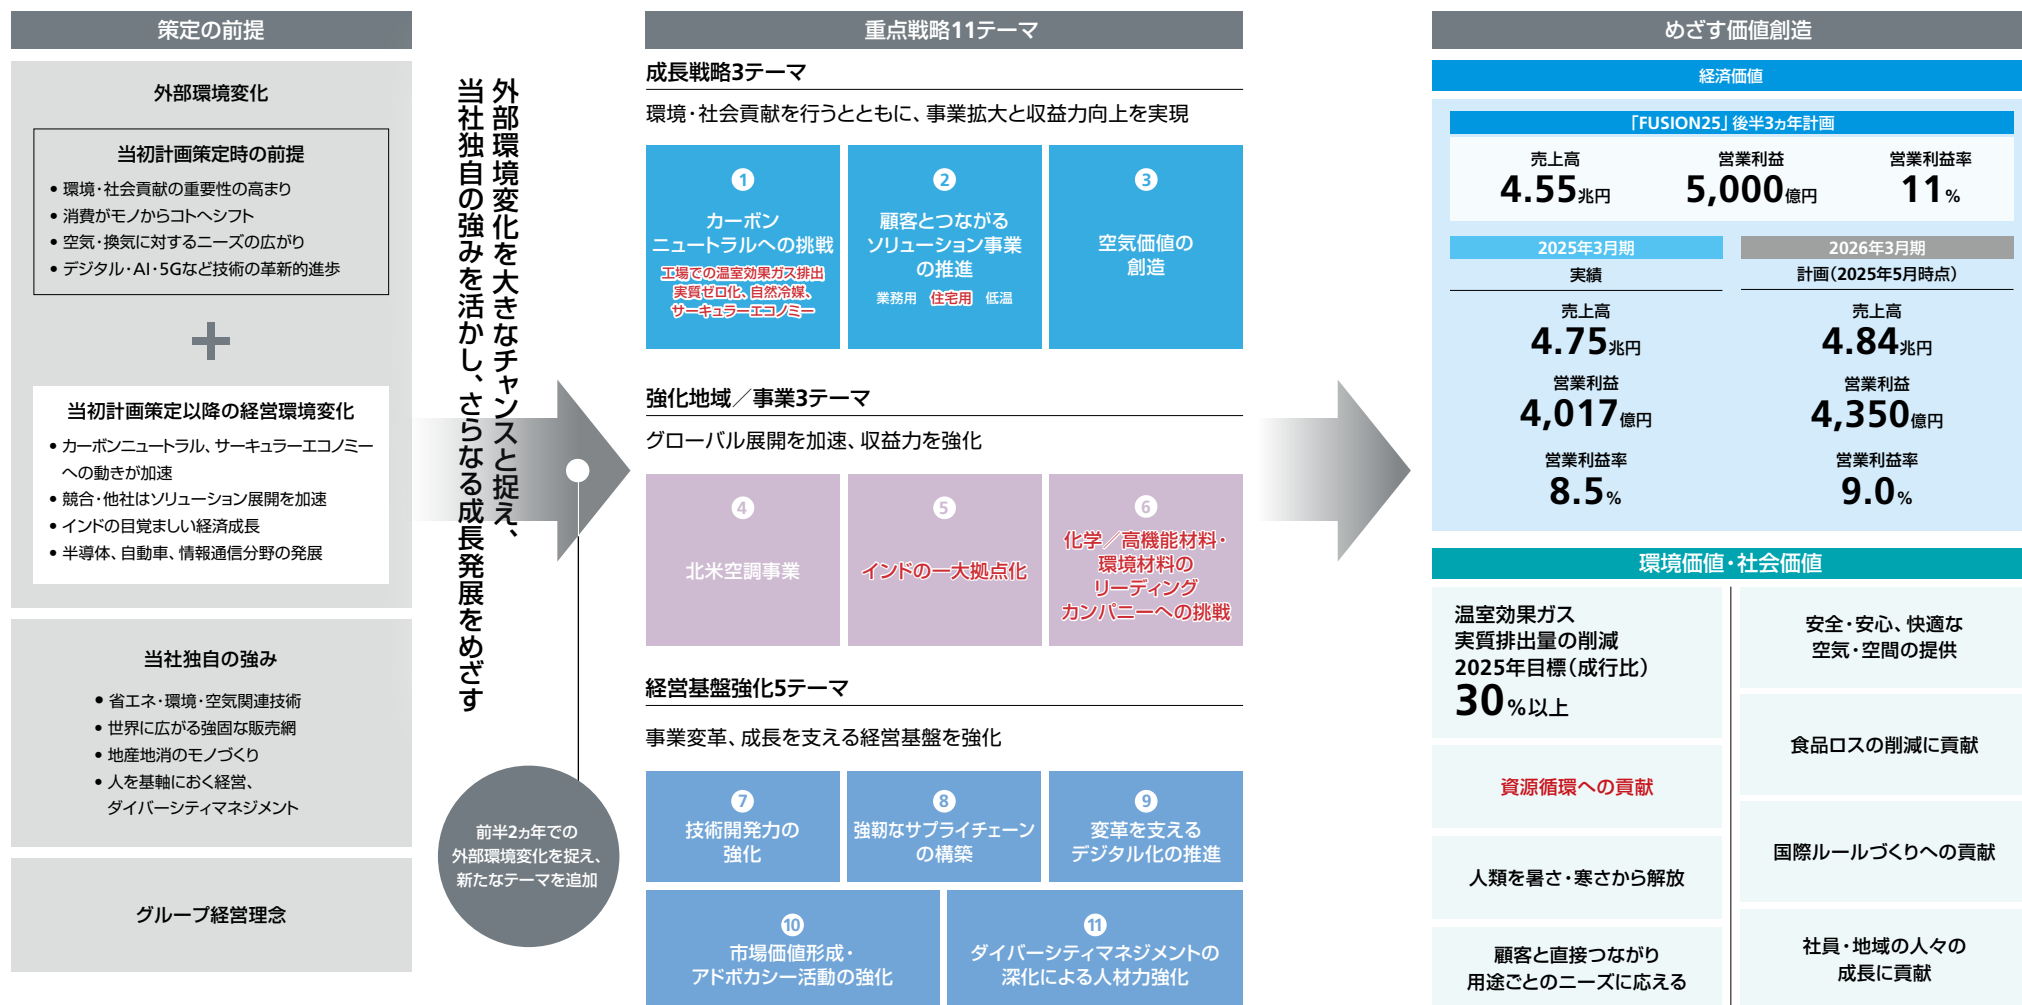 策定の前提
外部環境変化
当初計画策定時の前提
• 環境・社会貢献の重要性の高まり
• 消費がモノからコトへシフト
• 空気・換気に対するニーズの広がり
• デジタル・AI・5Gなど技術の革新的進歩
＋
当初計画策定以降の経営環境変化
• カーボンニュートラル、サーキュラーエコノミー
への動きが加速
• 競合・他社はソリューション展開を加速
• インドの目覚ましい経済成長
• 半導体、自動車、情報通信分野の発展
当社独自の強み
• 省エネ・環境・空気関連技術
• 世界に広がる強固な販売網
• 地産地消のモノづくり
• 人を基軸におく経営、
ダイバーシティマネジメント
グループ経営理念
外部環境変化を大きなチャンスと捉え、
当社独自の強みを活かし、さらなる成長発展をめざす
前半2ヵ年での
外部環境変化を捉え、
新たなテーマを追加
重点戦略11テーマ
成長戦略3テーマ
環境・社会貢献を行うとともに、事業拡大と収益力向上を実現
1
カーボン
ニュートラルへの挑戦
工場での温室効果ガス排出
実質ゼロ化、自然冷媒、
サーキュラーエコノミー
2
顧客とつながる
ソリューション事業
の推進
業務用 住宅用 低温
3
空気価値の
創造
強化地域／事業3テーマ
グローバル展開を加速、収益力を強化
4
北米空調事業
5
インドの一大拠点化
6
化学／高機能材料・
環境材料の
リーディング
カンパニーへの挑戦
経営基盤強化5テーマ
事業変革、成長を支える経営基盤を強化
7
技術開発力の
強化
8
強靭なサプライチェーン
の構築
9
変革を支える
デジタル化の推進
10
市場価値形成・
アドボカシー活動の強化
11
ダイバーシティマネジメントの
深化による人材力強化
めざす価値創造
経済価値
「FUSION25」後半3ヵ年計画
売上高
4.55兆円
営業利益
5,000億円
営業利益率
11%
2025年3月期
実績
売上高
4.75兆円
営業利益
4,017億円
営業利益率
8.5%
2026年3月期
計画（2025年5月時点）
売上高
4.84兆円
営業利益
4,350億円
営業利益率
9.0%
環境価値・社会価値
温室効果ガス
実質排出量の削減
2025年目標（成行比）
30%以上
資源循環への貢献
人類を暑さ・寒さから解放
顧客と直接つながり
用途ごとのニーズに応える
安全・安心、快適な
空気・空間の提供
食品ロスの削減に貢献
国際ルールづくりへの貢献
社員・地域の人々の
成長に貢献